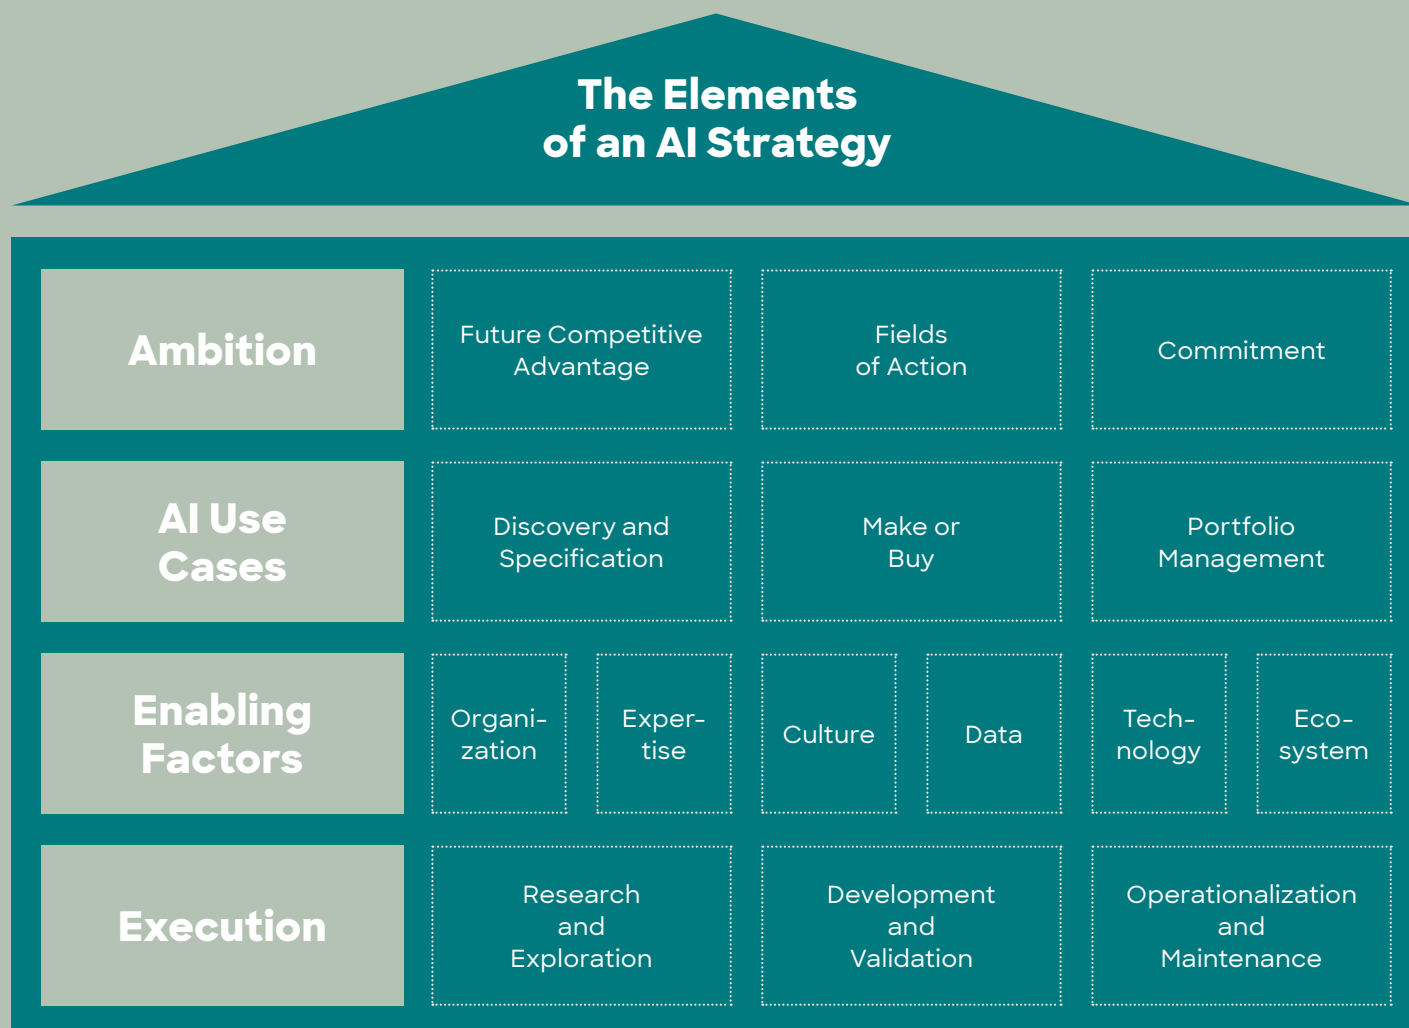 The Elements
of an AI Strategy
Ambition
Future Competitive
Advantage
Fields
of Action
Commitment
AI Use
Cases
Discovery and
Specification
Make or
Buy
Portfolio
Management
Enabling
Factors
Organi-
zation
Exper-
tise
Culture
Data
Tech-
nology
Eco-
system
Execution
Research
and
Exploration
Development
and
Validation
Operationalization
and
Maintenance